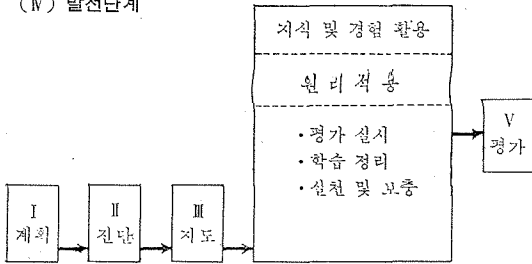 (Ⅳ) 발전단계
지식 및 경험 활용
원리적용
· 평가 실시
· 학습 정리
· 실천 및 보충
Ⅴ
평가
Ⅰ
계획
Ⅱ
진단
Ⅲ
지도